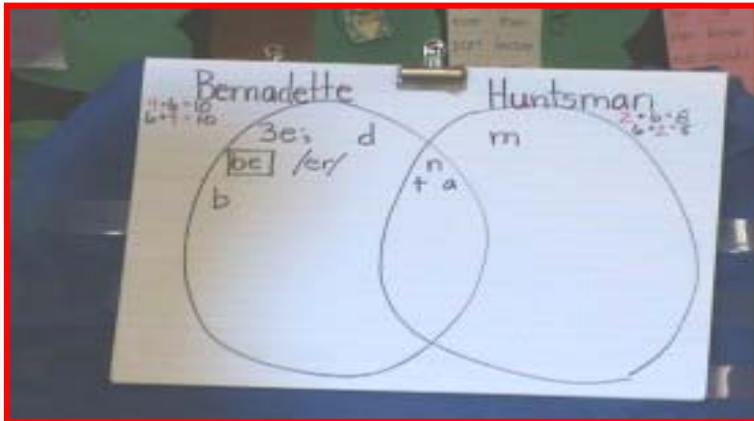 Bernadette
Huntsman
4+6=10
6+4=10
2+6=8
6+2=8
3e's d
be /er/
b
m
n
t a